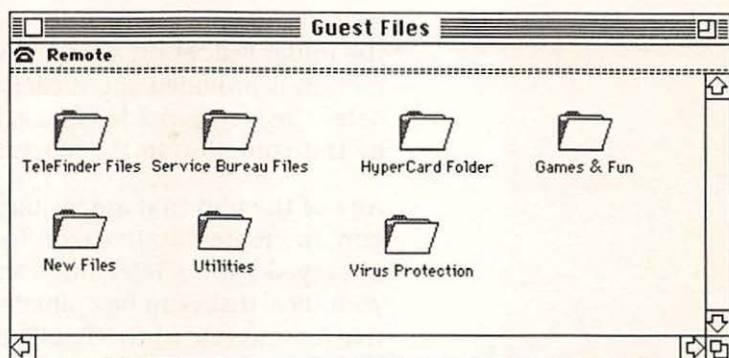 Guest Files
Remote
TeleFinder Files Service Bureau Files HyperCard Folder Games & Fun
New Files Utilities Virus Protection